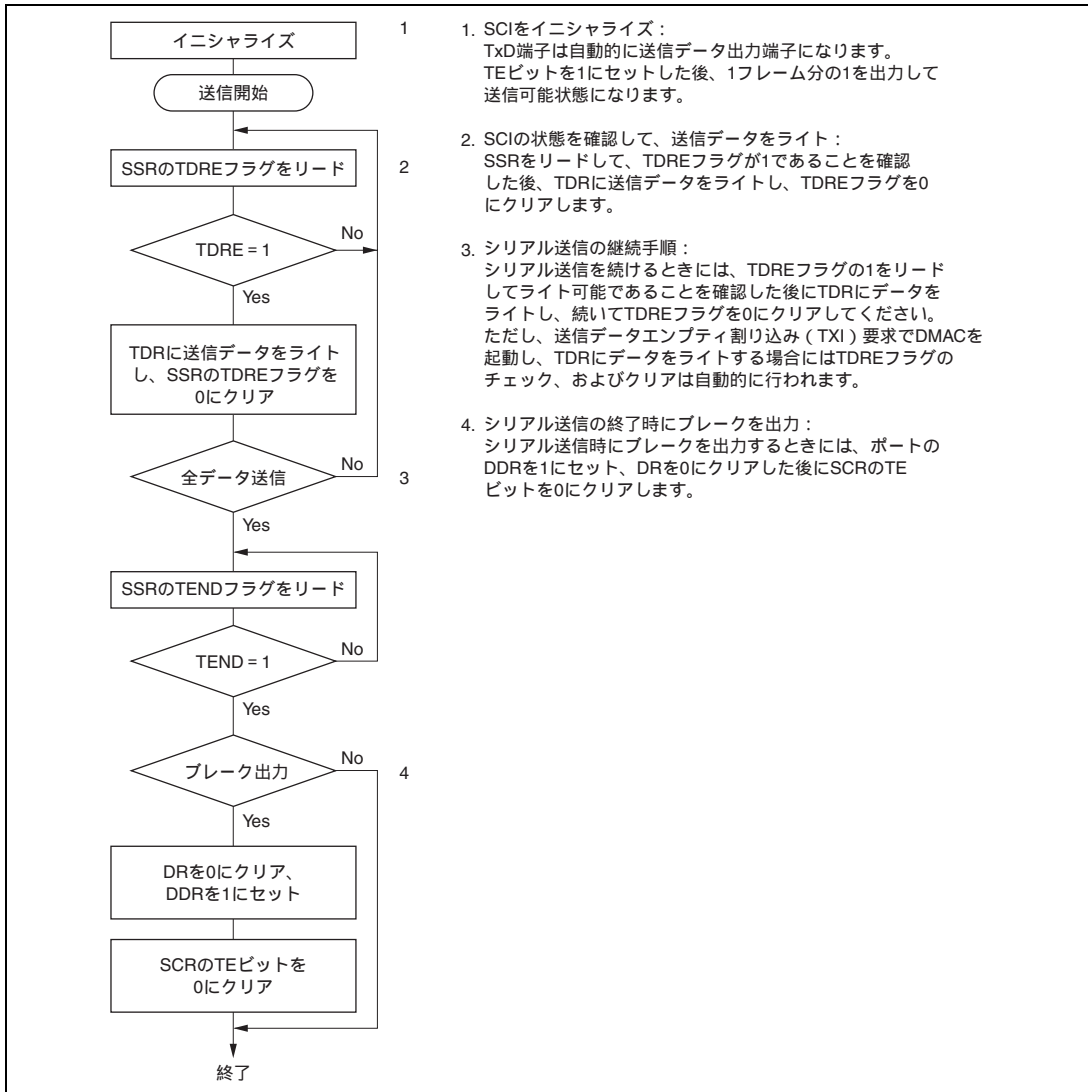 イニシャライズ
1
送信開始
SSRのTDREフラグをリード
2
TDRE = 1
No
Yes
TDRに送信データをライト
し、SSRのTDREフラグを
0にクリア
全データ送信
No
3
Yes
SSRのTENDフラグをリード
TEND = 1
No
Yes
ブレーク出力
No
4
Yes
DRを0にクリア、
DDRを1にセット
SCRのTEビットを
0にクリア
終了
1. SCIをイニシャライズ：
TxD端子は自動的に送信データ出力端子になります。
TEビットを1にセットした後、1フレーム分の1を出力して
送信可能状態になります。
2. SCIの状態を確認して、送信データをライト：
SSRをリードして、TDREフラグが1であることを確認
した後、TDRに送信データをライトし、TDREフラグを0
にクリアします。
3. シリアル送信の継続手順：
シリアル送信を続けるときには、TDREフラグの1をリード
してライト可能であることを確認した後にTDRにデータを
ライトし、続いてTDREフラグを0にクリアしてください。
ただし、送信データエンプティ割り込み（TXI）要求でDMACを
起動し、TDRにデータをライトする場合にはTDREフラグの
チェック、およびクリアは自動的に行われます。
4. シリアル送信の終了時にブレークを出力：
シリアル送信時にブレークを出力するときには、ポートの
DDRを1にセット、DRを0にクリアした後にSCRのTE
ビットを0にクリアします。